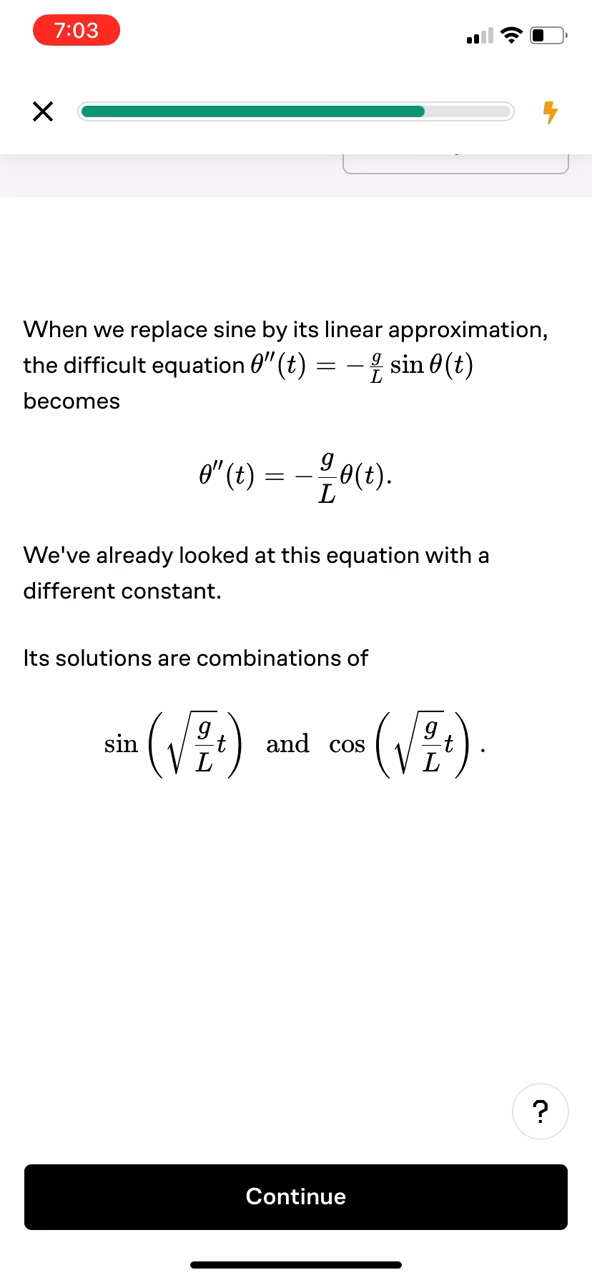 7:03
When we replace sine by its linear approximation,
the difficult equation θ″(t) = −g/L sin θ(t)
becomes
θ″(t) = −g/L θ(t).
We've already looked at this equation with a
different constant.
Its solutions are combinations of
sin (√(g/L) t) and cos (√(g/L) t).
?
Continue